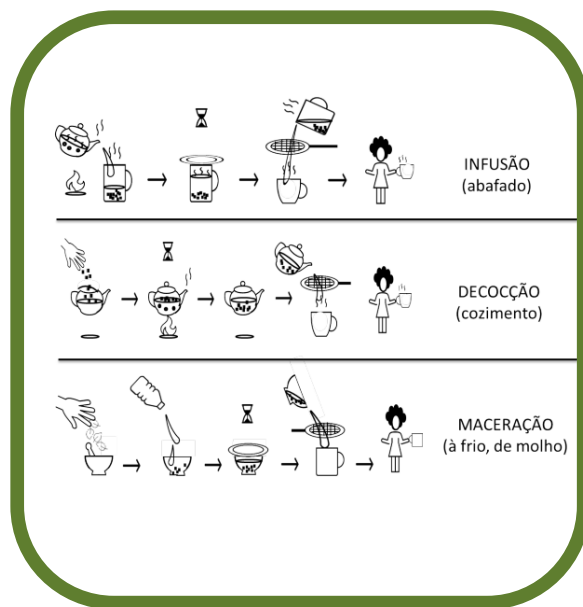 INFUSÃO
(abafado)
DECOCÇÃO
(cozimento)
MACERAÇÃO
(à frio, de molho)